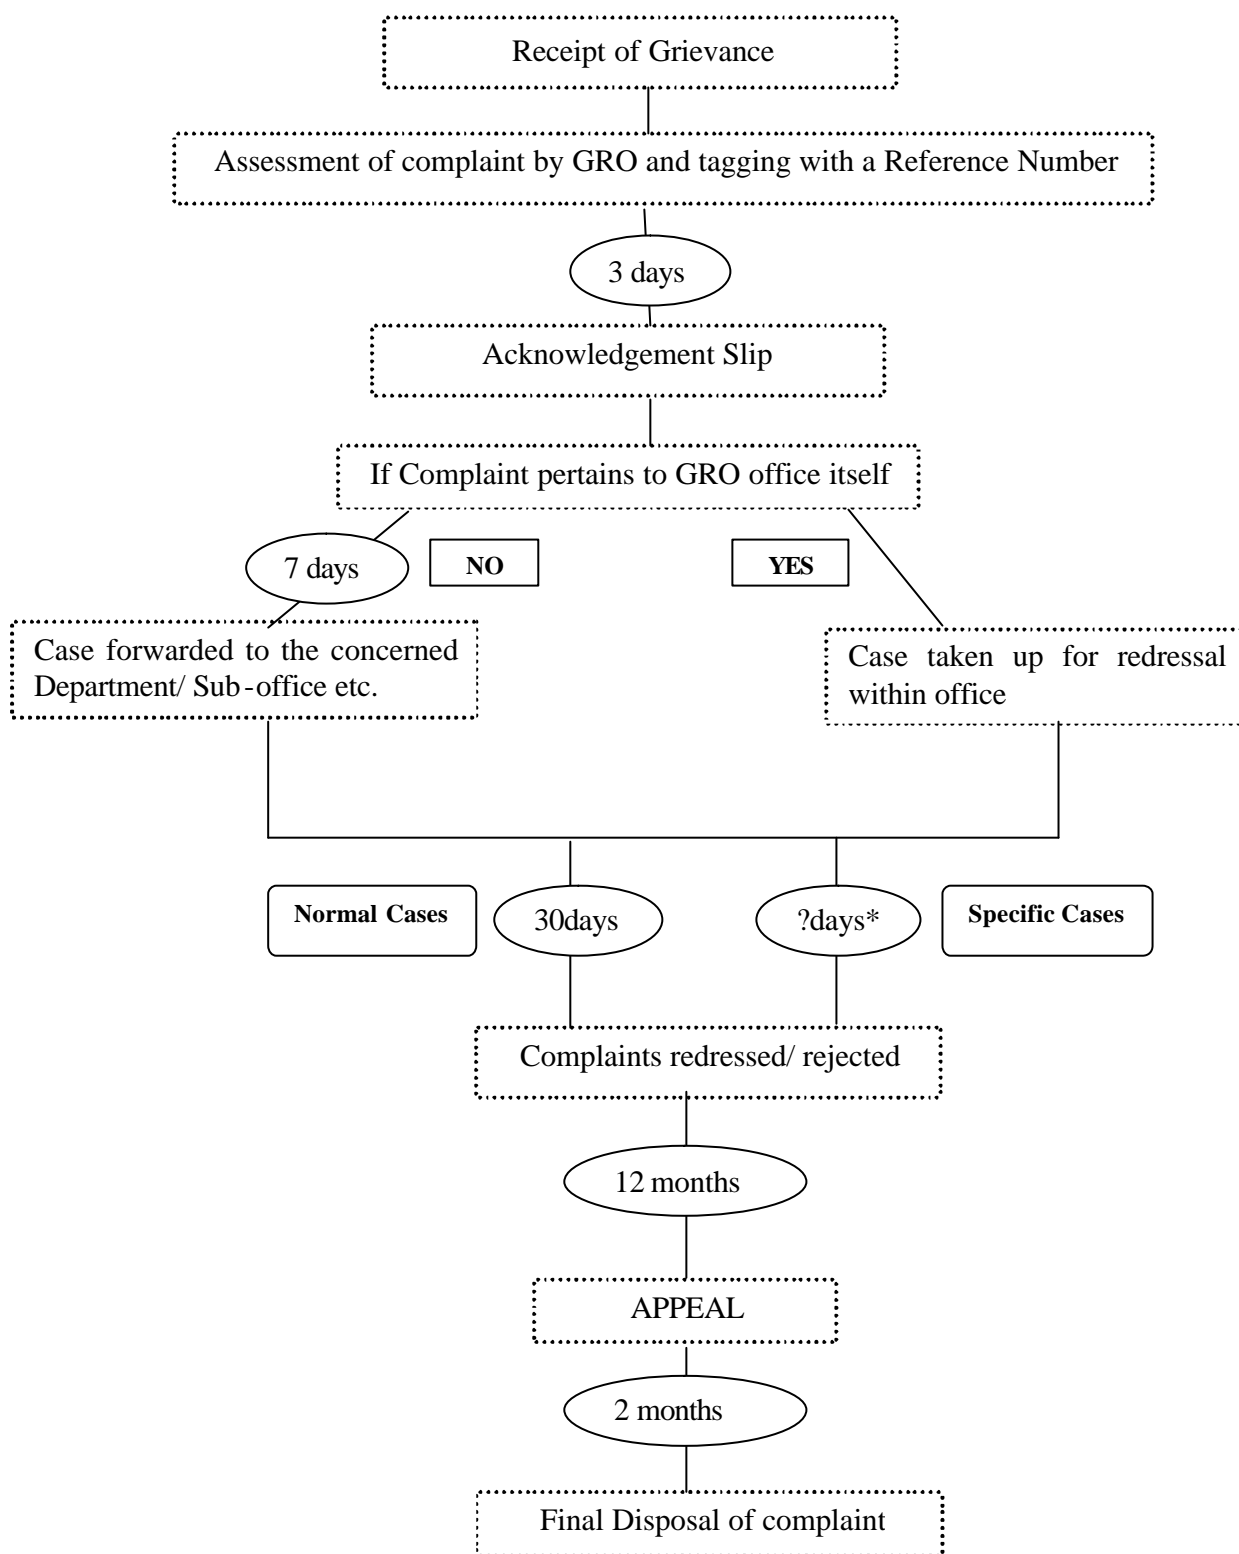 Receipt of Grievance
Assessment of complaint by GRO and tagging with a Reference Number
3 days
Acknowledgement Slip
If Complaint pertains to GRO office itself
7 days
NO
YES
Case forwarded to the concerned
Department/ Sub-office etc.
Case taken up for redressal
within office
Normal Cases
30days
?days*
Specific Cases
Complaints redressed/ rejected
12 months
APPEAL
2 months
Final Disposal of complaint